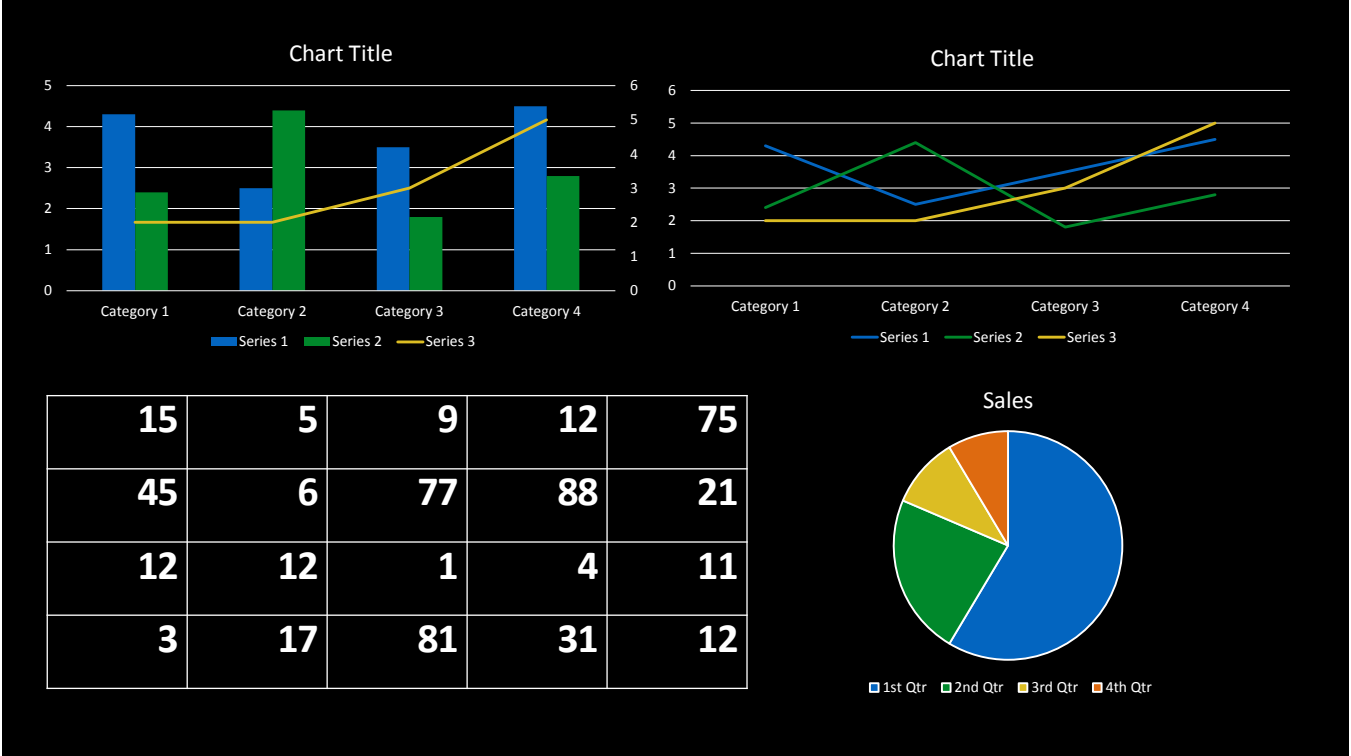 Chart Title
5
4
3
2
1
0
6
5
4
3
2
1
0
Category 1 Category 2 Category 3 Category 4
Series 1 Series 2 Series 3
Chart Title
6
5
4
3
2
1
0
Category 1 Category 2 Category 3 Category 4
Series 1 Series 2 Series 3
15 5 9 12 75
45 6 77 88 21
12 12 1 4 11
3 17 81 31 12
Sales
1st Qtr 2nd Qtr 3rd Qtr 4th Qtr